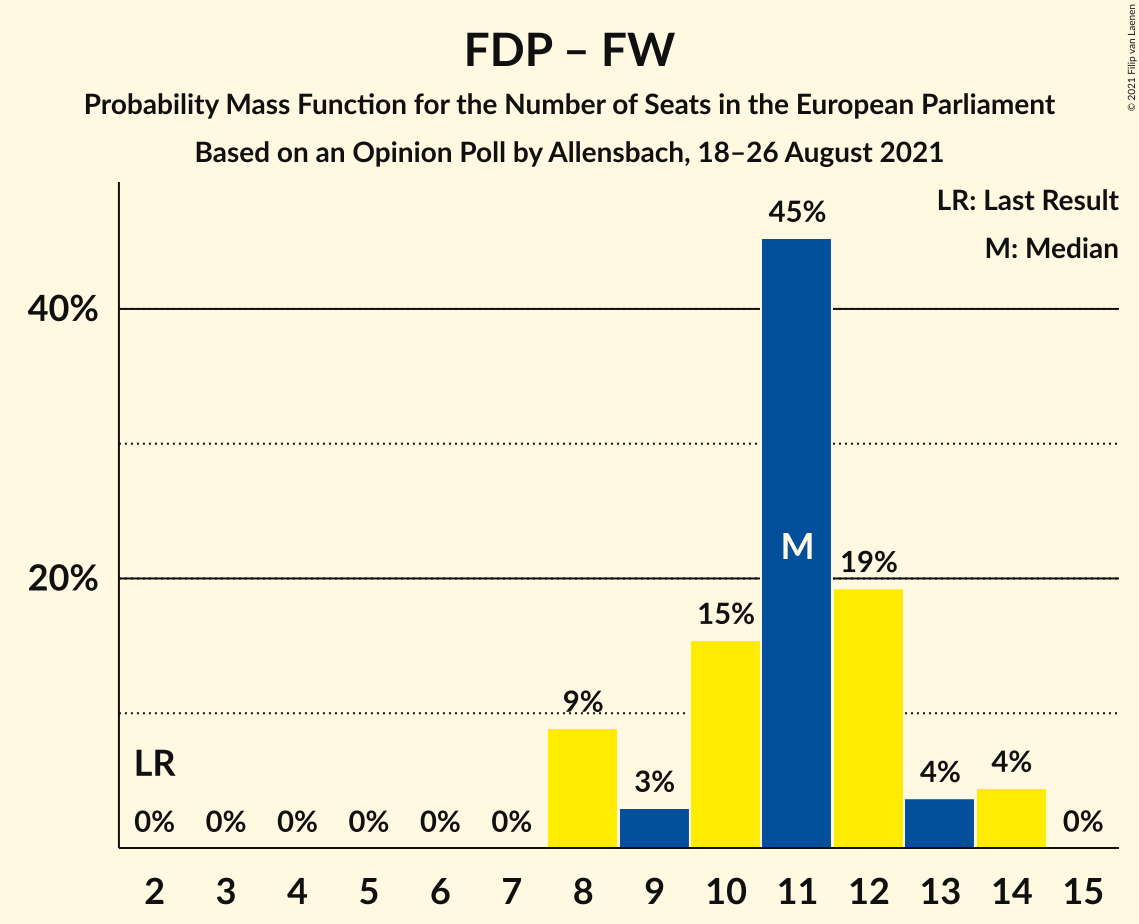 FDP – FW
Probability Mass Function for the Number of Seats in the European Parliament
Based on an Opinion Poll by Allensbach, 18–26 August 2021
© 2021 Filip van Laenen
LR: Last Result
M: Median
45%
40%
M
20%
19%
15%
9%
LR
3%
4%
4%
0% 0% 0% 0% 0% 0% 0%
2 3 4 5 6 7 8 9 10 11 12 13 14 15